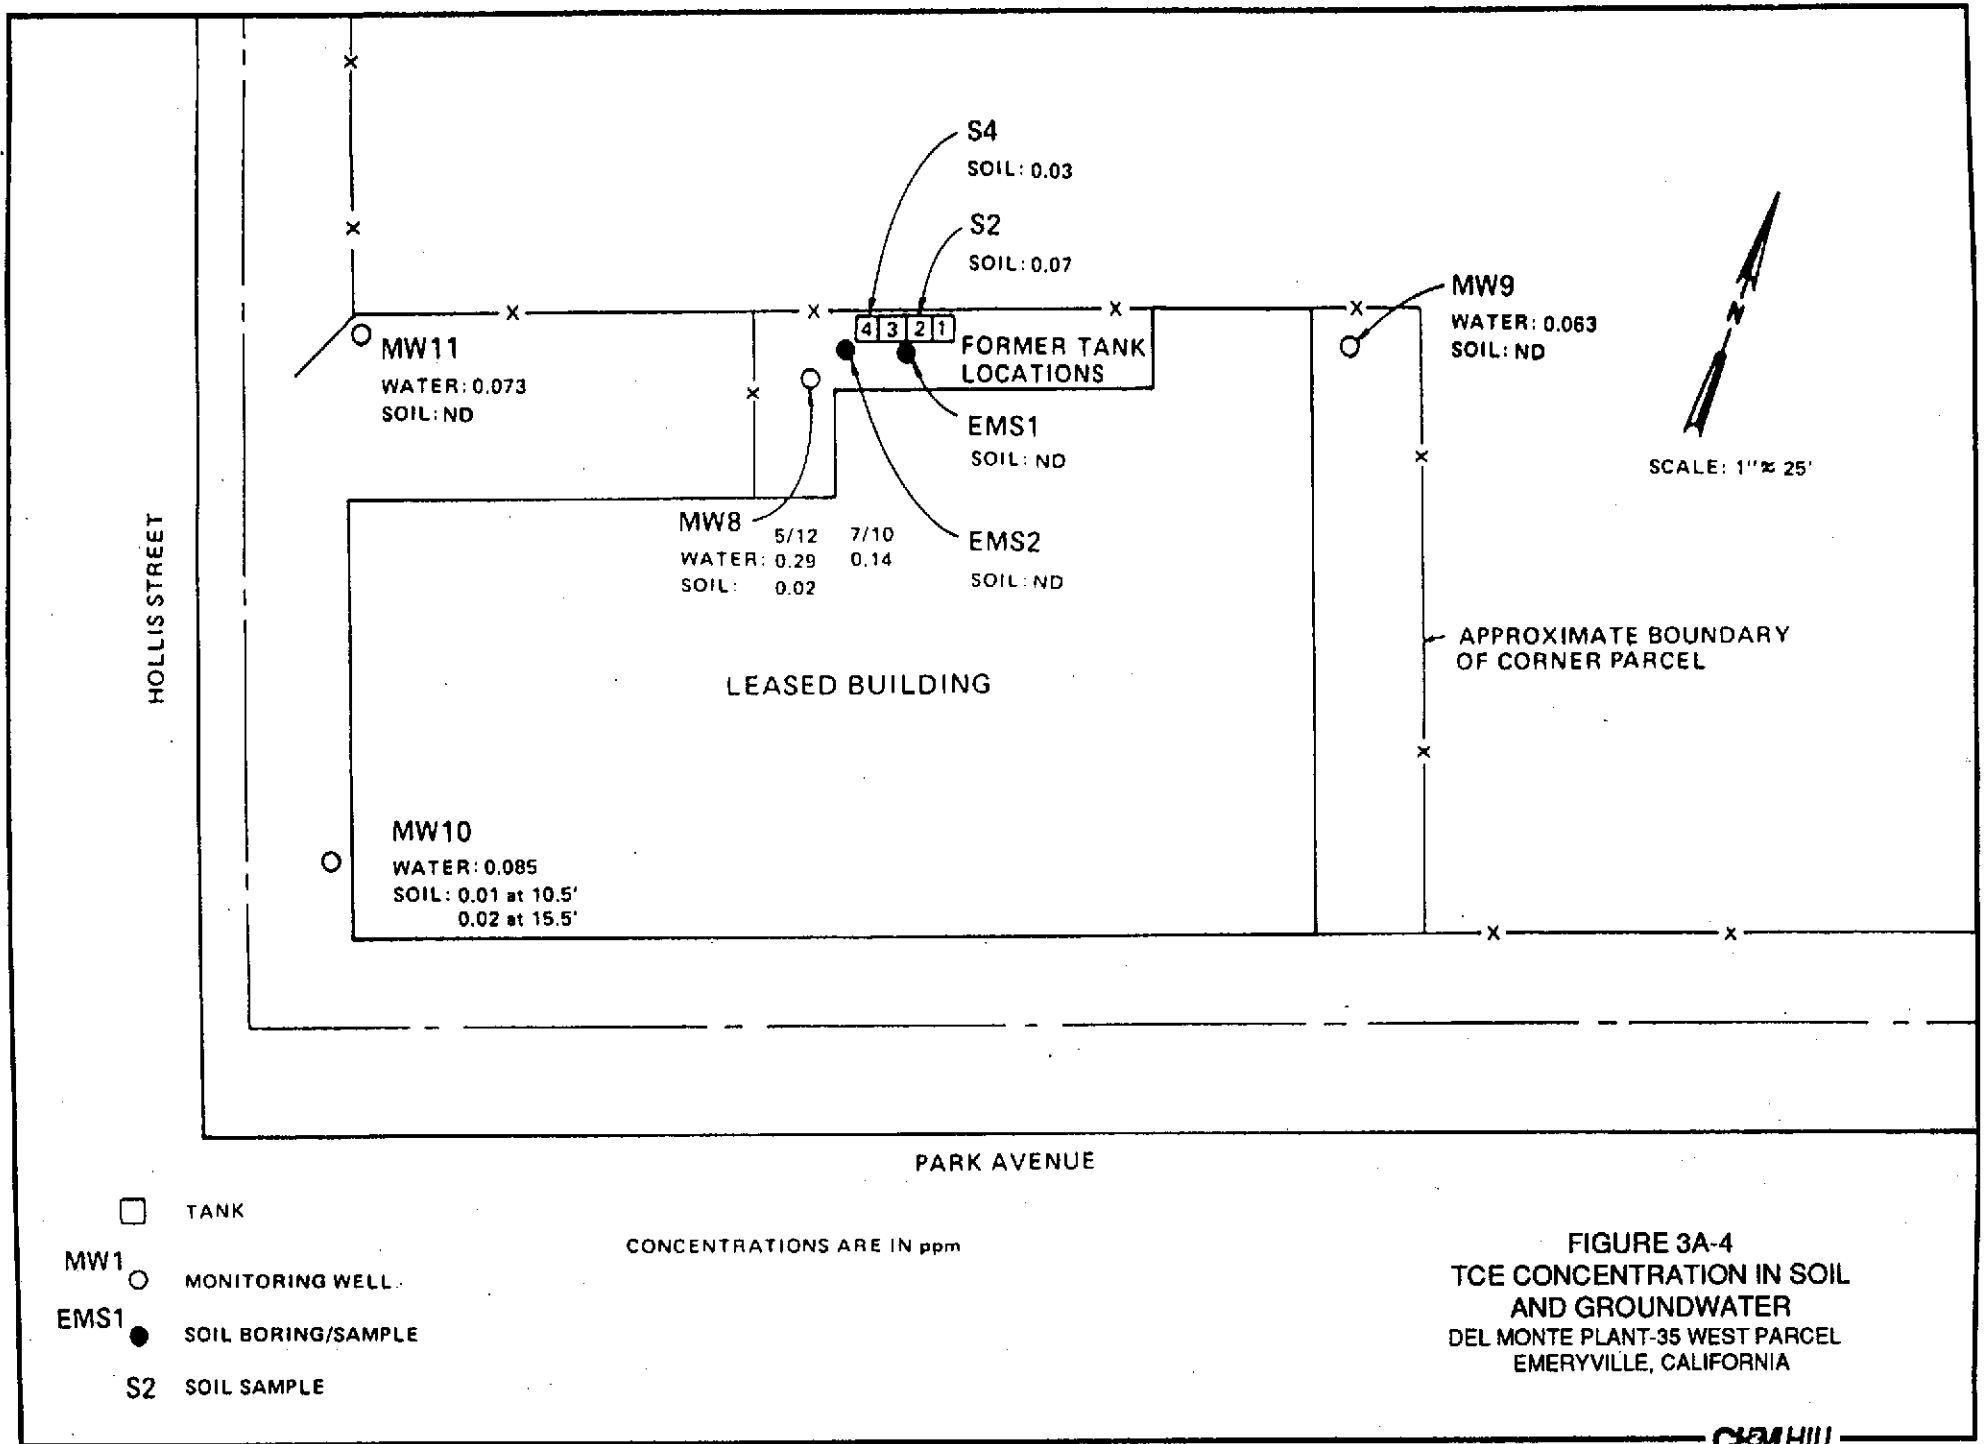 S4
SOIL: 0.03
S2
SOIL: 0.07
4 3 2 1
FORMER TANK
LOCATIONS
MW9
WATER: 0.063
SOIL: ND
N
SCALE: 1"≈ 25'
MW11
WATER: 0.073
SOIL: ND
EMS1
SOIL: ND
MW8
5/12 7/10
WATER: 0.29 0.14
SOIL: 0.02
EMS2
SOIL: ND
HOLLIS STREET
APPROXIMATE BOUNDARY
OF CORNER PARCEL
LEASED BUILDING
MW10
WATER: 0.085
SOIL: 0.01 at 10.5'
0.02 at 15.5'
PARK AVENUE
TANK
MW1
MONITORING WELL
EMS1
SOIL BORING/SAMPLE
S2 SOIL SAMPLE
CONCENTRATIONS ARE IN ppm
FIGURE 3A-4
TCE CONCENTRATION IN SOIL
AND GROUNDWATER
DEL MONTE PLANT-35 WEST PARCEL
EMERYVILLE, CALIFORNIA
CH2M HILL